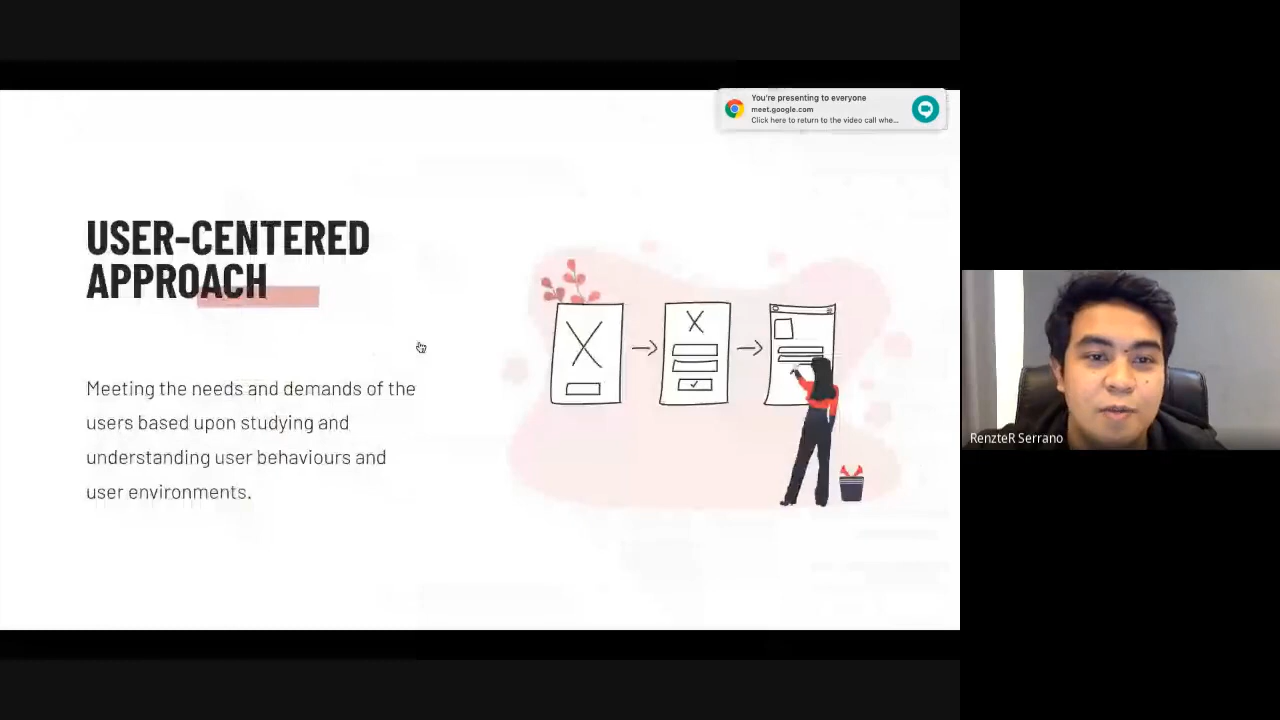 You're presenting to everyone
meet.google.com
Click here to return to the video call whe...
USER-CENTERED
APPROACH
Meeting the needs and demands of the
users based upon studying and
understanding user behaviours and
user environments.
RenzteR Serrano